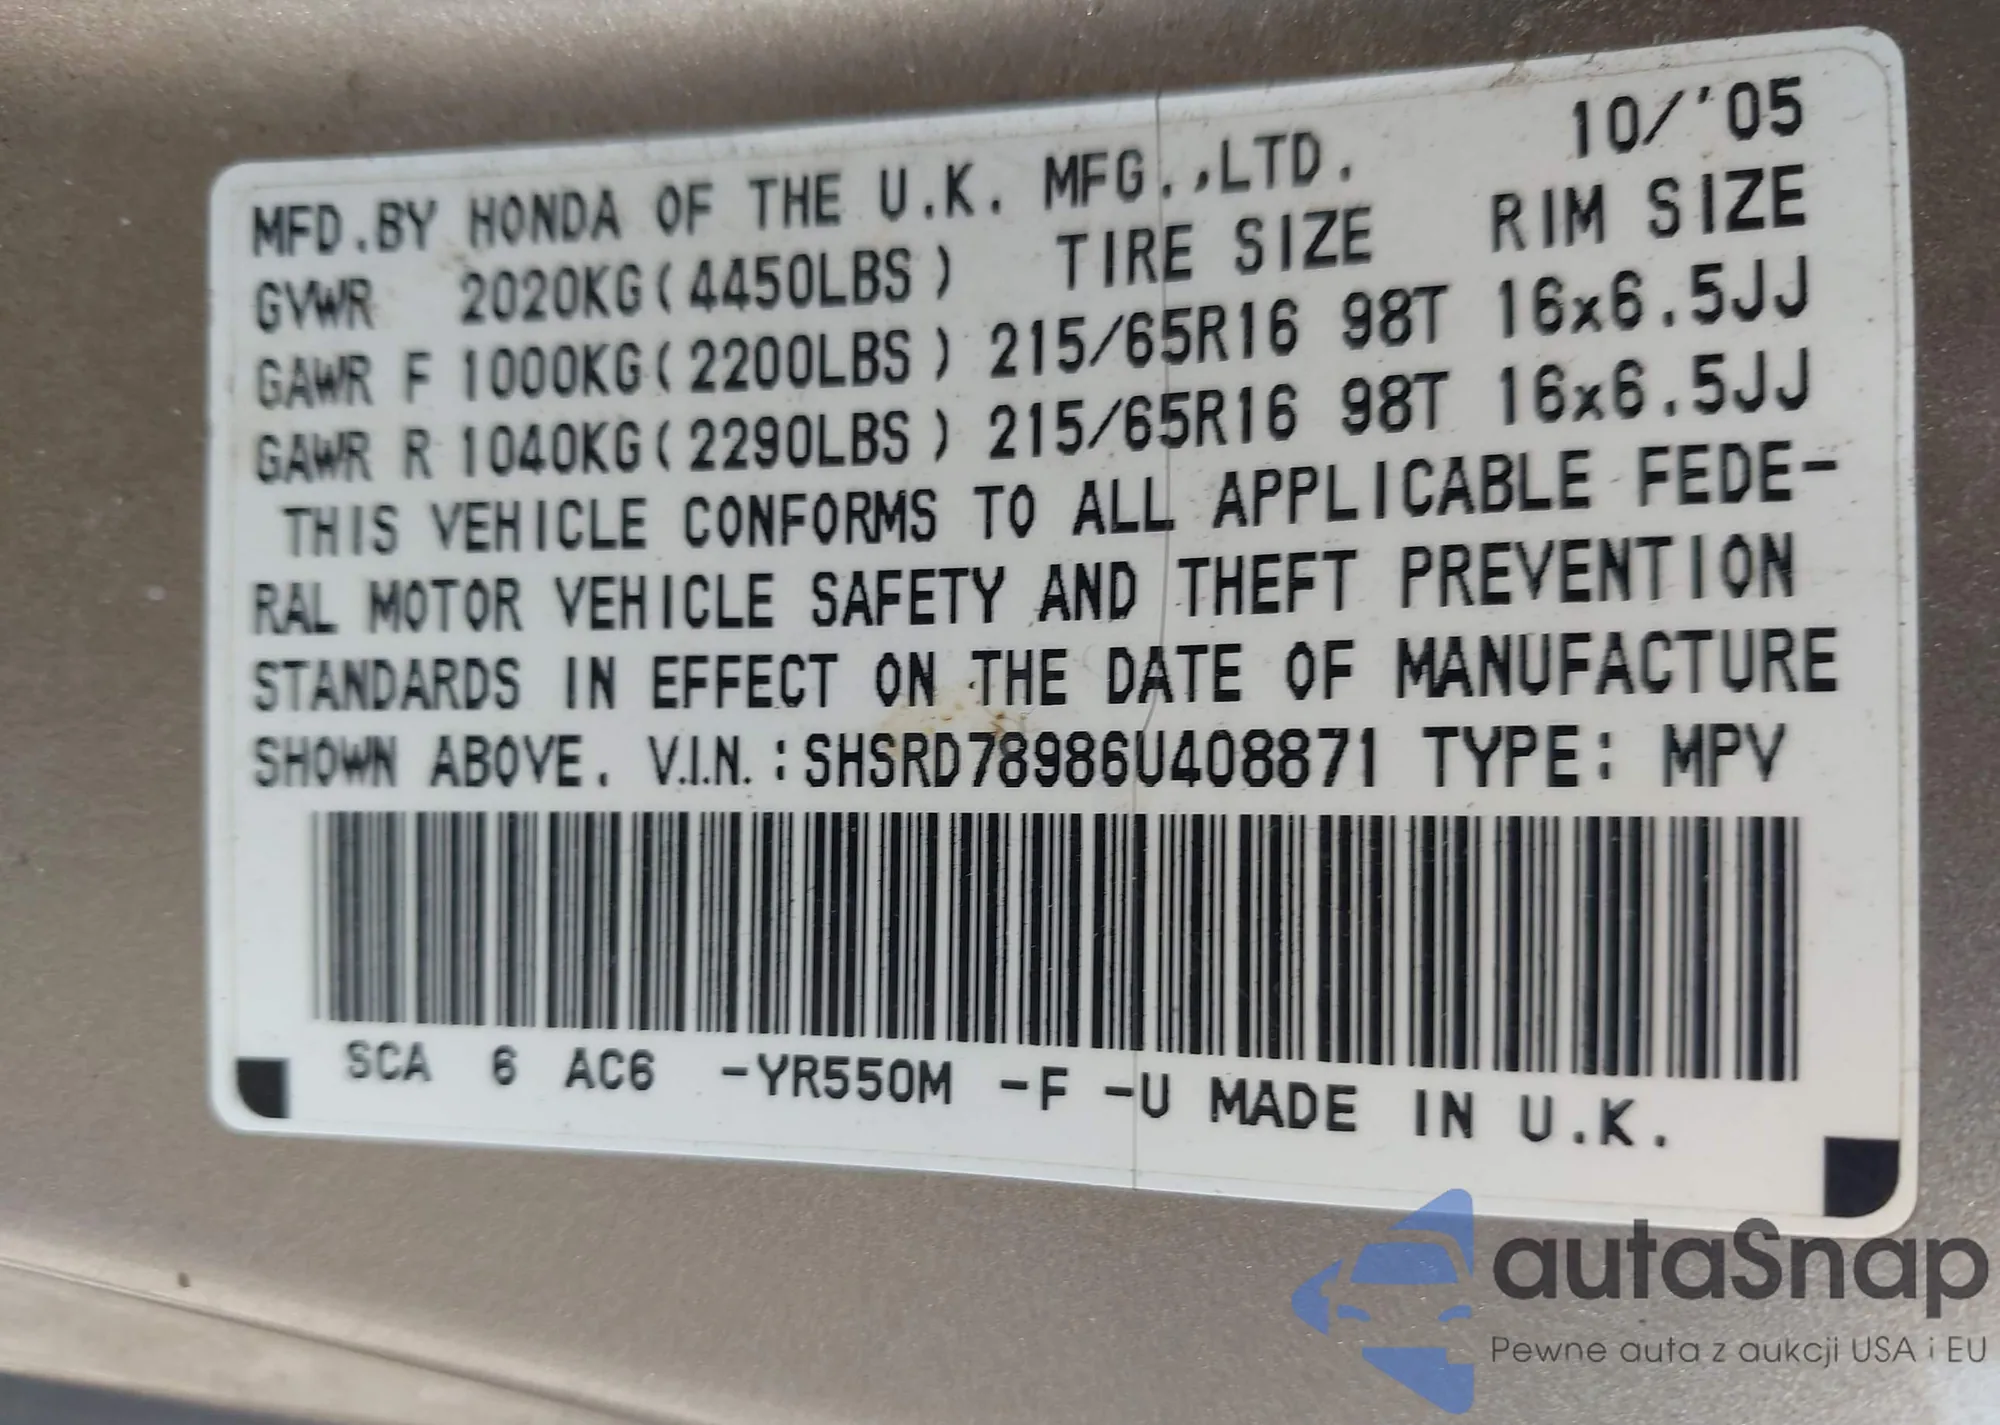 10/'05
MFD.BY HONDA OF THE U.K. MFG.,LTD.
GVWR 2020KG(4450LBS) TIRE SIZE RIM SIZE
GAWR F 1000KG(2200LBS) 215/65R16 98T 16x6.5JJ
GAWR R 1040KG(2290LBS) 215/65R16 98T 16x6.5JJ
THIS VEHICLE CONFORMS TO ALL APPLICABLE FEDE-
RAL MOTOR VEHICLE SAFETY AND THEFT PREVENTION
STANDARDS IN EFFECT ON THE DATE OF MANUFACTURE
SHOWN ABOVE. V.I.N.:SHSRD78986U408871 TYPE: MPV
SCA 6 AC6 -YR550M -F -U MADE IN U.K.
autaSnap
Pewne auta z aukcji USA i EU